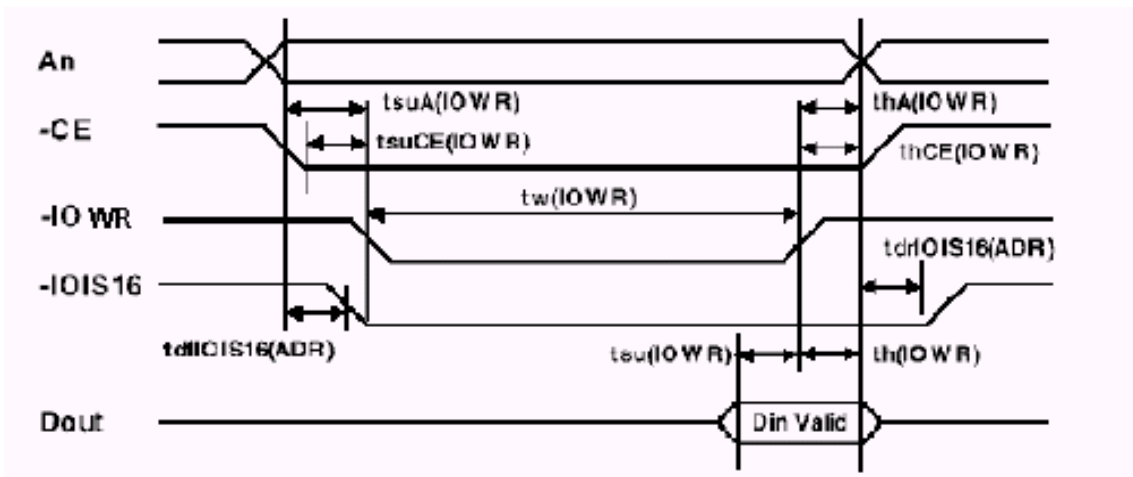 An
tsuA(IOWR)
thA(IOWR)
-CE
tsuCE(IOWR)
thCE(IOWR)
-IO WR
tw(IOWR)
tdrIOIS16(ADR)
-IOIS16
tdfIOIS16(ADR)
tsu(IOWR)
th(IOWR)
Dout
Din Valid